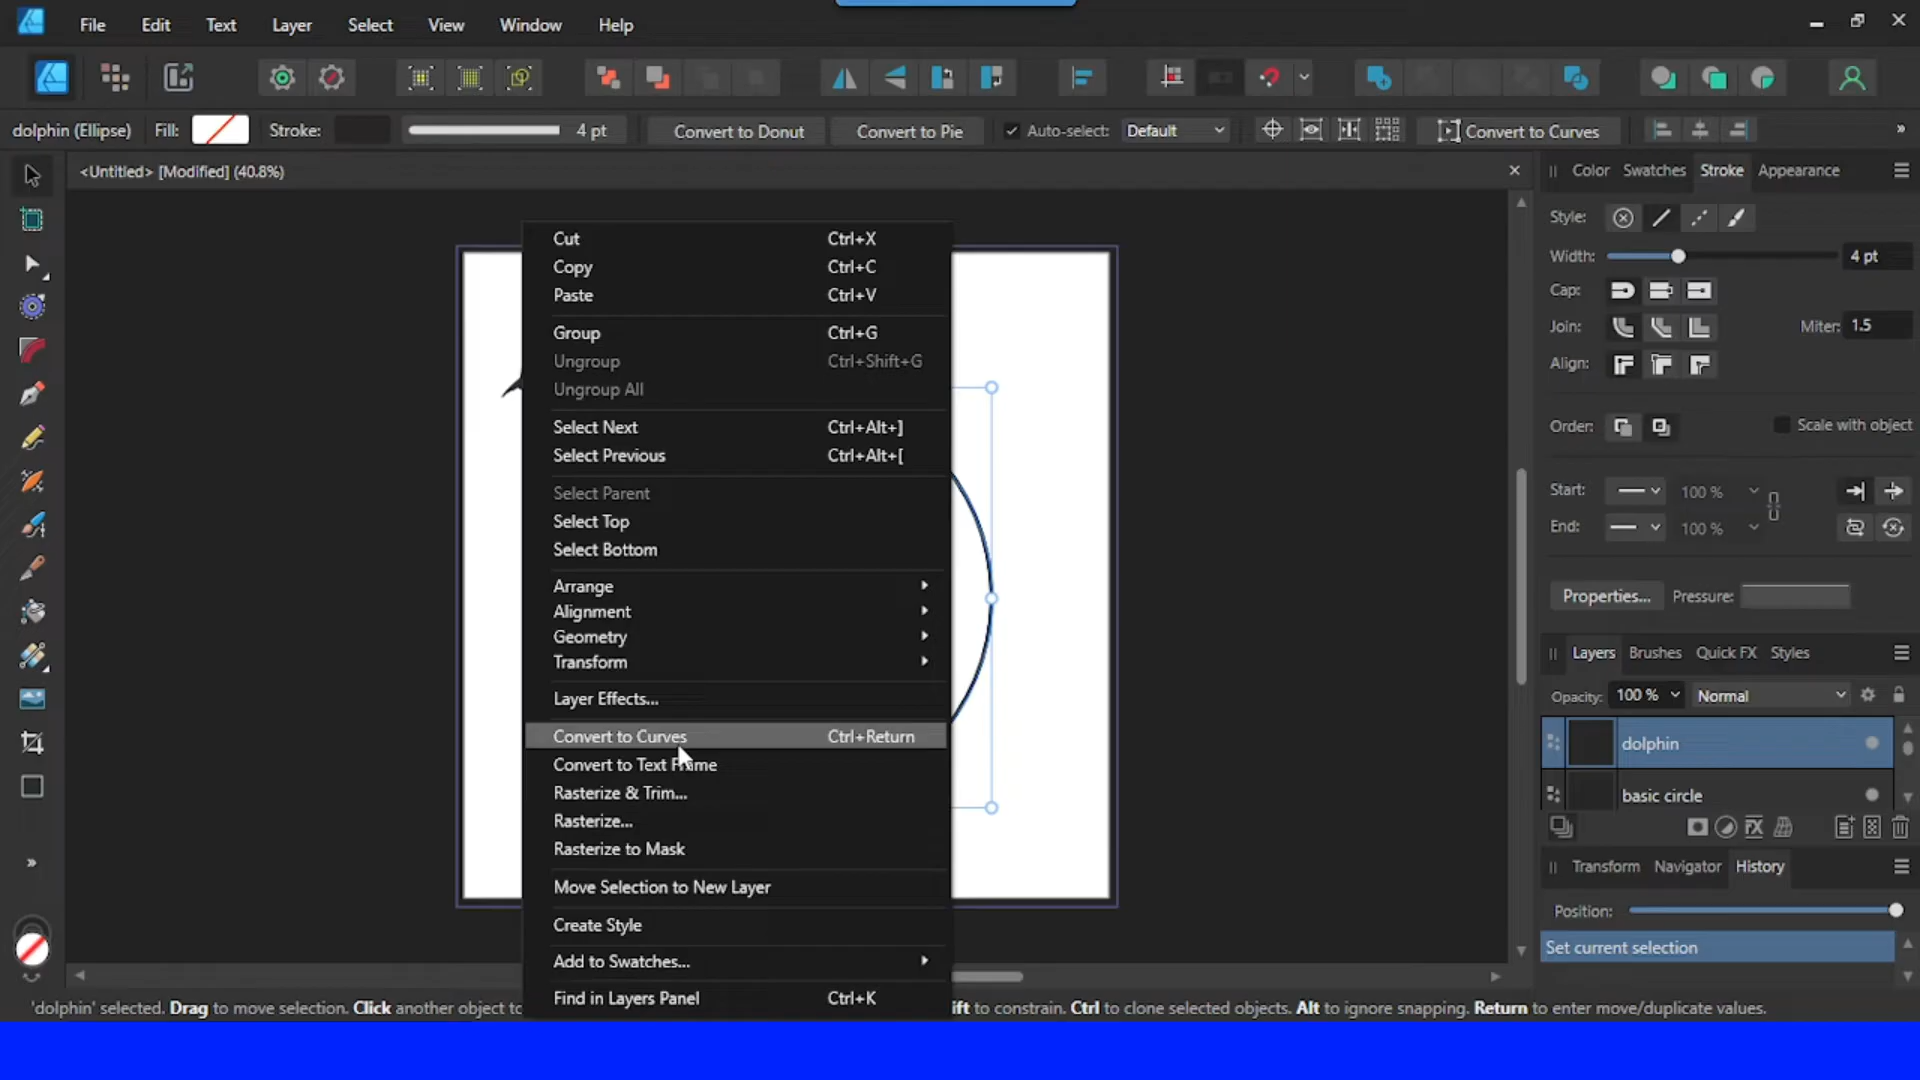 File Edit Text Layer Select View Window Help
dolphin (Ellipse) Fill: Stroke: 4 pt Convert to Donut Convert to Pie Auto-select: Default Convert to Curves
<Untitled> [Modified] (40.8%)
Color Swatches Stroke Appearance
Style:
Width: 4 pt
Cap:
Join: Miter: 1.5
Align:
Order: Scale with object
Start: 100 %
End: 100 %
Properties... Pressure:
Cut Ctrl+X
Copy Ctrl+C
Paste Ctrl+V
Group Ctrl+G
Ungroup Ctrl+Shift+G
Ungroup All
Select Next Ctrl+Alt+]
Select Previous Ctrl+Alt+[
Select Parent
Select Top
Select Bottom
Arrange
Alignment
Geometry
Transform
Layer Effects...
Convert to Curves Ctrl+Return
Convert to Text Frame
Rasterize & Trim...
Rasterize...
Rasterize to Mask
Move Selection to New Layer
Create Style
Add to Swatches...
Find in Layers Panel Ctrl+K
Layers Brushes Quick FX Styles
Opacity: 100 % Normal
dolphin
basic circle
Transform Navigator History
Position:
Set current selection
'dolphin' selected. Drag to move selection. Click another object to
ift to constrain. Ctrl to clone selected objects. Alt to ignore snapping. Return to enter move/duplicate values.